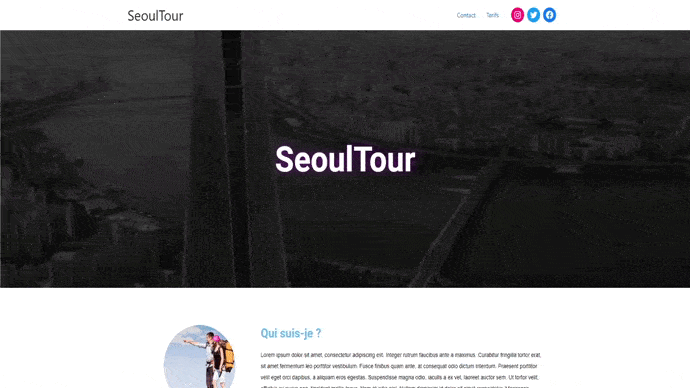 SeoulTour
Contact Tarifs
SeoulTour
Qui suis-je ?
Lorem ipsum dolor sit amet, consectetur adipiscing elit. Integer rutrum faucibus ante a malomus. Curabitur fringilla tortor erat,
sit amet fermentum leo porttitor vestibulum. Fusce finibus quam ante, at consequat odio dictum interdum. Praesent porttitor
velit eget orci dapibus, a aliquam eros egestas. Suspendisse magna odio, iaculis a ex vel, laoreet auctor sem. Ut tortor velit,